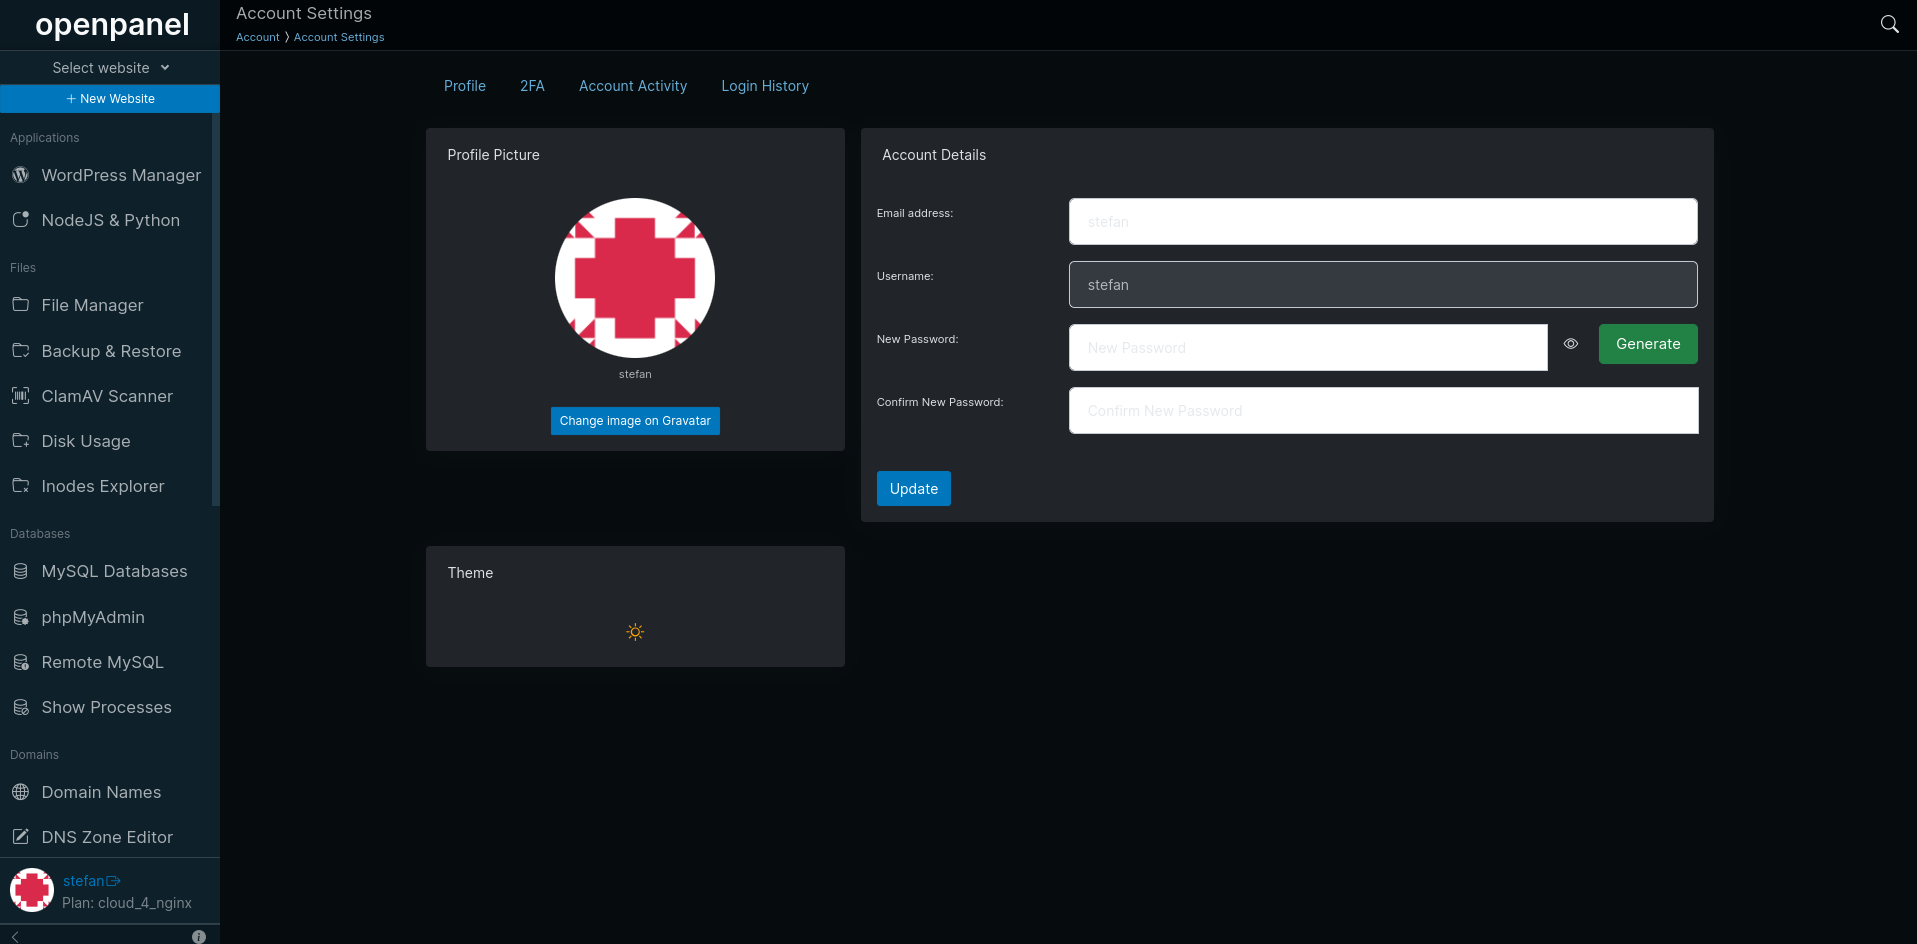 openpanel
Select website
+ New Website
Applications
WordPress Manager
NodeJS & Python
Files
File Manager
Backup & Restore
ClamAV Scanner
Disk Usage
Inodes Explorer
Databases
MySQL Databases
phpMyAdmin
Remote MySQL
Show Processes
Domains
Domain Names
DNS Zone Editor
stefan
Plan: cloud_4_nginx
Account Settings
Account 〉 Account Settings
Profile 2FA Account Activity Login History
Profile Picture
stefan
Change image on Gravatar
Account Details
Email address: stefan
Username: stefan
New Password: New Password Generate
Confirm New Password: Confirm New Password
Update
Theme